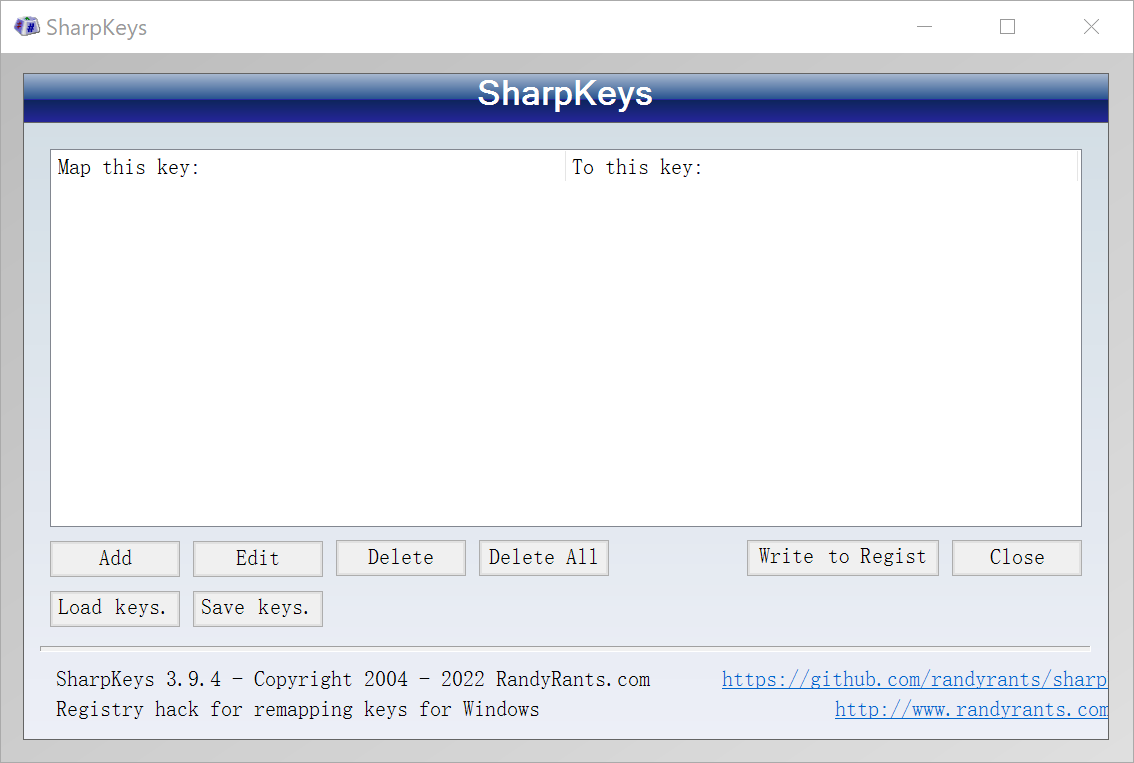 SharpKeys
SharpKeys
Map this key: To this key:
Add Edit Delete Delete All Write to Regist Close
Load keys. Save keys.
SharpKeys 3.9.4 - Copyright 2004 - 2022 RandyRants.com https://github.com/randyrants/sharp
Registry hack for remapping keys for Windows http://www.randyrants.com